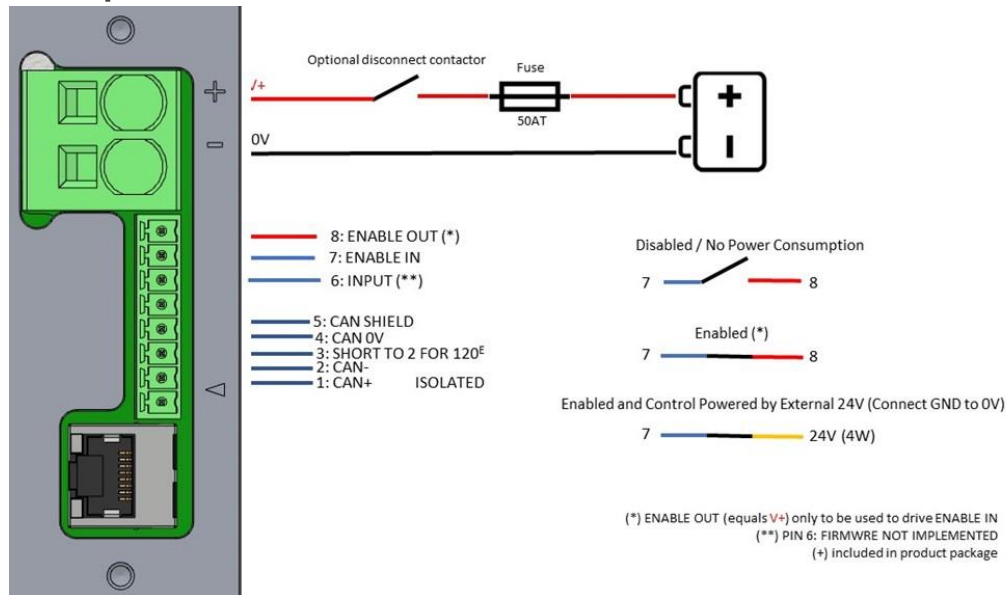 Optional disconnect contactor
Fuse
V+
50AT
0V
+
-
+
-
8: ENABLE OUT (*)
7: ENABLE IN
6: INPUT (**)
5: CAN SHIELD
4: CAN 0V
3: SHORT TO 2 FOR 120ᴱ
2: CAN-
1: CAN+ ISOLATED
Disabled / No Power Consumption
7 8
Enabled (*)
7 8
Enabled and Control Powered by External 24V (Connect GND to 0V)
7 24V (4W)
(*) ENABLE OUT (equals V+) only to be used to drive ENABLE IN
(**) PIN 6: FIRMWRE NOT IMPLEMENTED
(+) included in product package